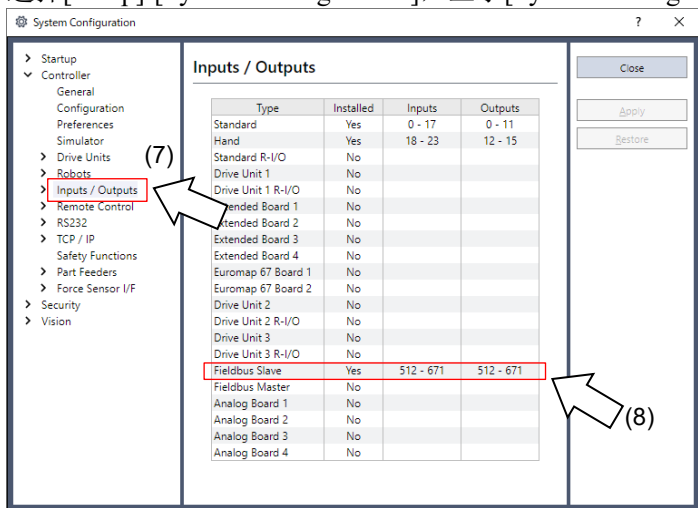 System Configuration ? ×
Startup
Controller
General
Configuration
Preferences
Simulator
Drive Units
Robots
Inputs / Outputs
Remote Control
RS232
TCP / IP
Safety Functions
Part Feeders
Force Sensor I/F
Security
Vision
(7)
Inputs / Outputs
Type Installed Inputs Outputs
Standard Yes 0 - 17 0 - 11
Hand Yes 18 - 23 12 - 15
Standard R-I/O No
Drive Unit 1 No
Drive Unit 1 R-I/O No
Extended Board 1 No
Extended Board 2 No
Extended Board 3 No
Extended Board 4 No
Euromap 67 Board 1 No
Euromap 67 Board 2 No
Drive Unit 2 No
Drive Unit 2 R-I/O No
Drive Unit 3 No
Drive Unit 3 R-I/O No
Fieldbus Slave Yes 512 - 671 512 - 671
Fieldbus Master No
Analog Board 1 No
Analog Board 2 No
Analog Board 3 No
Analog Board 4 No
(8)
Close
Apply
Restore